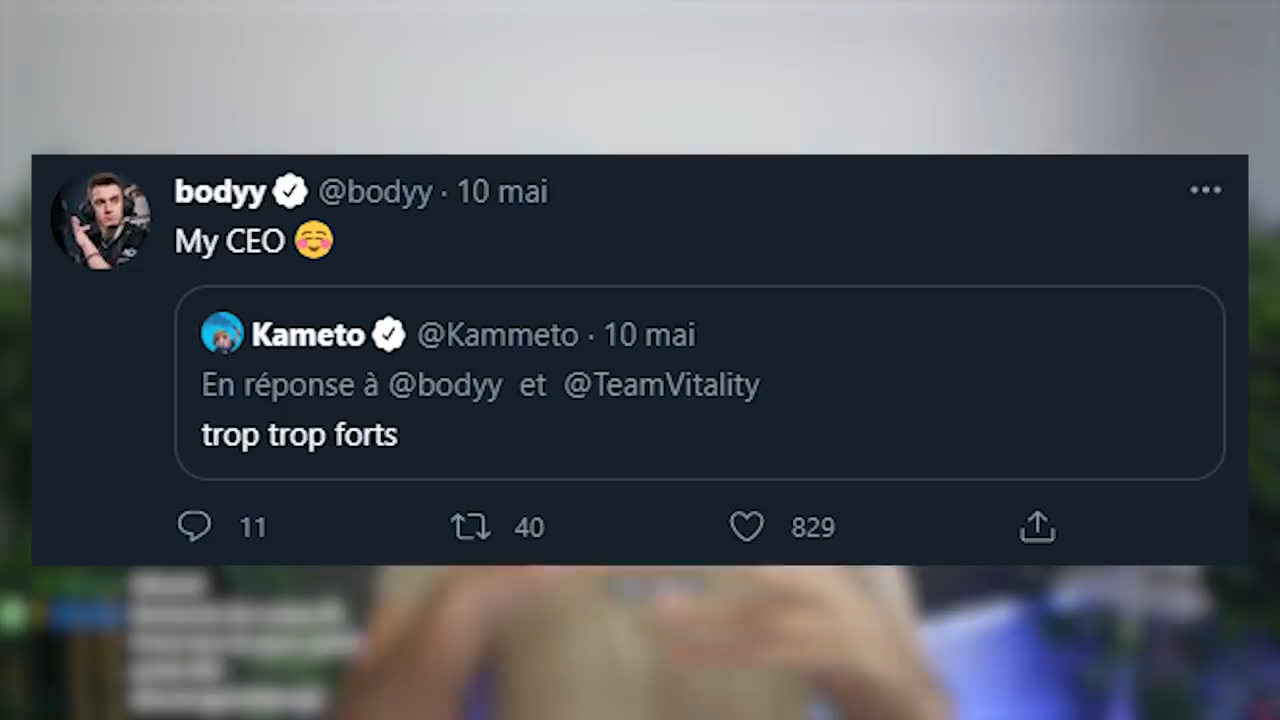 bodyy @bodyy · 10 mai
My CEO ☺️
Kameto @Kammeto · 10 mai
En réponse à @bodyy et @TeamVitality
trop trop forts
11 40 829